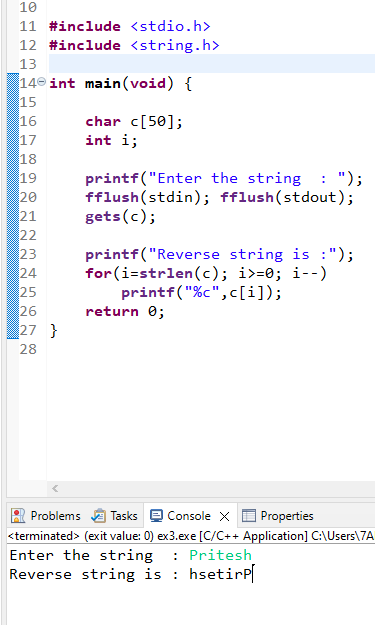 10
11 #include <stdio.h>
12 #include <string.h>
13
14 int main(void) {
15
16     char c[50];
17     int i;
18
19     printf("Enter the string  : ");
20     fflush(stdin); fflush(stdout);
21     gets(c);
22
23     printf("Reverse string is :");
24     for(i=strlen(c); i>=0; i--)
25         printf("%c",c[i]);
26     return 0;
27 }
28
Problems Tasks Console Properties
<terminated> (exit value: 0) ex3.exe [C/C++ Application] C:\Users\7A
Enter the string  : Pritesh
Reverse string is : hsetirP